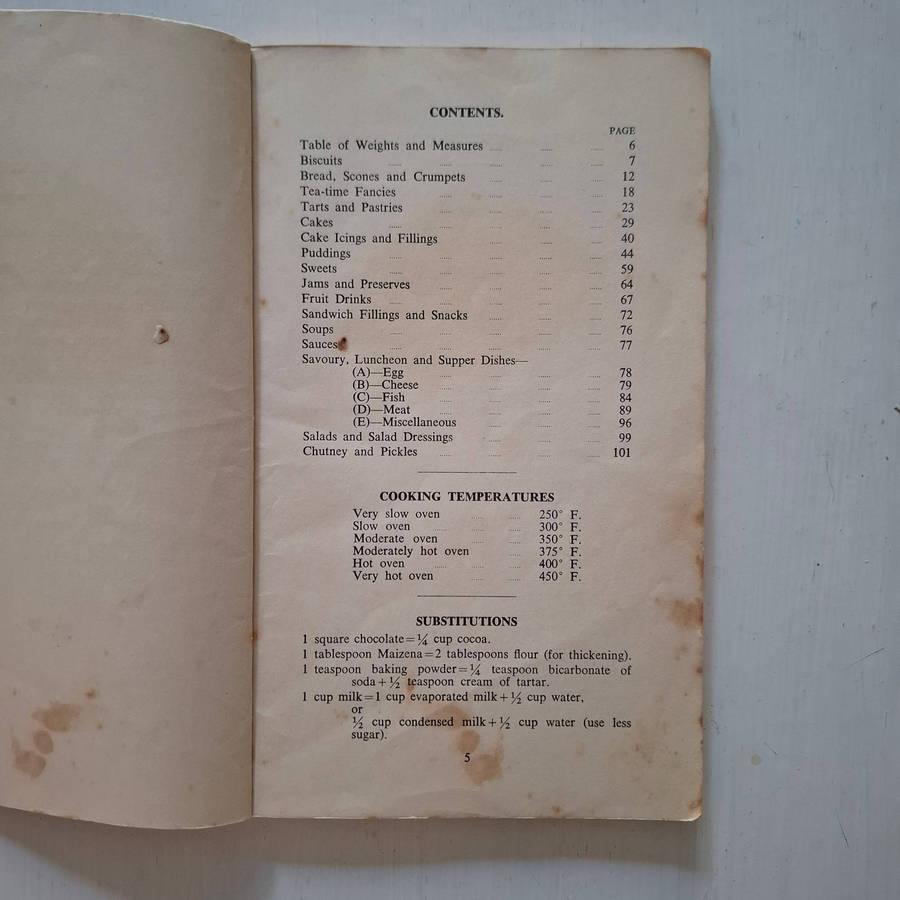 CONTENTS.
PAGE
Table of Weights and Measures ..... ..... ..... 6
Biscuits ..... ..... ..... ..... 7
Bread, Scones and Crumpets ..... ..... ..... 12
Tea-time Fancies ..... ..... ..... ..... 18
Tarts and Pastries ..... ..... ..... ..... 23
Cakes ..... ..... ..... ..... ..... 29
Cake Icings and Fillings ..... ..... ..... ..... 40
Puddings ..... ..... ..... ..... ..... 44
Sweets ..... ..... ..... ..... ..... 59
Jams and Preserves ..... ..... ..... ..... 64
Fruit Drinks ..... ..... ..... ..... ..... 67
Sandwich Fillings and Snacks ..... ..... ..... 72
Soups ..... ..... ..... ..... ..... 76
Sauces ..... ..... ..... ..... 77
Savoury, Luncheon and Supper Dishes—
(A)—Egg ..... ..... ..... ..... 78
(B)—Cheese ..... ..... ..... ..... 79
(C)—Fish ..... ..... ..... ..... 84
(D)—Meat ..... ..... ..... ..... 89
(E)—Miscellaneous ..... ..... ..... 96
Salads and Salad Dressings ..... ..... ..... 99
Chutney and Pickles ..... ..... ..... ..... 101
COOKING TEMPERATURES
Very slow oven ..... ..... 250° F.
Slow oven ..... ..... ..... 300° F.
Moderate oven ..... ..... 350° F.
Moderately hot oven ..... 375° F.
Hot oven ..... ..... ..... 400° F.
Very hot oven ..... ..... 450° F.
SUBSTITUTIONS
1 square chocolate=¼ cup cocoa.
1 tablespoon Maizena=2 tablespoons flour (for thickening).
1 teaspoon baking powder=¼ teaspoon bicarbonate of
soda+½ teaspoon cream of tartar.
1 cup milk=1 cup evaporated milk+½ cup water,
or
½ cup condensed milk+½ cup water (use less
sugar).
5